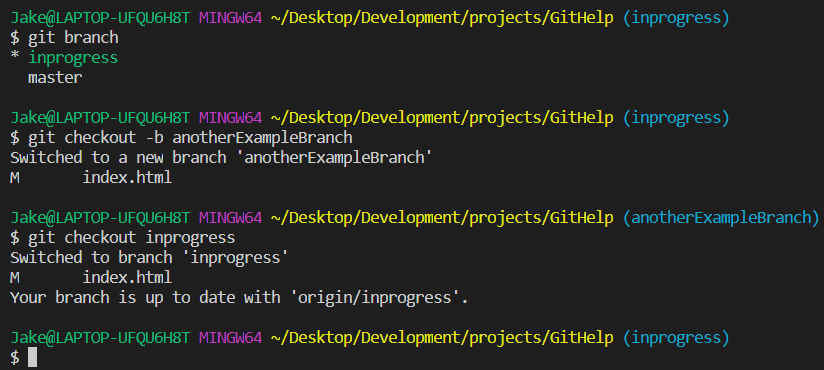 Jake@LAPTOP-UFQU6H8T MINGW64 ~/Desktop/Development/projects/GitHelp (inprogress)
$ git branch
* inprogress
  master

Jake@LAPTOP-UFQU6H8T MINGW64 ~/Desktop/Development/projects/GitHelp (inprogress)
$ git checkout -b anotherExampleBranch
Switched to a new branch 'anotherExampleBranch'
M       index.html

Jake@LAPTOP-UFQU6H8T MINGW64 ~/Desktop/Development/projects/GitHelp (anotherExampleBranch)
$ git checkout inprogress
Switched to branch 'inprogress'
M       index.html
Your branch is up to date with 'origin/inprogress'.

Jake@LAPTOP-UFQU6H8T MINGW64 ~/Desktop/Development/projects/GitHelp (inprogress)
$